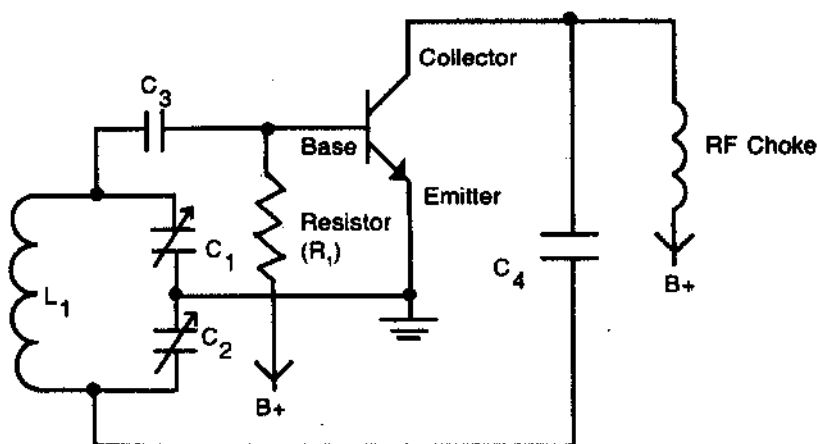 Collector
C3
Base
RF Choke
Emitter
Resistor
(R1)
C1
C4
B+
L1
C2
B+